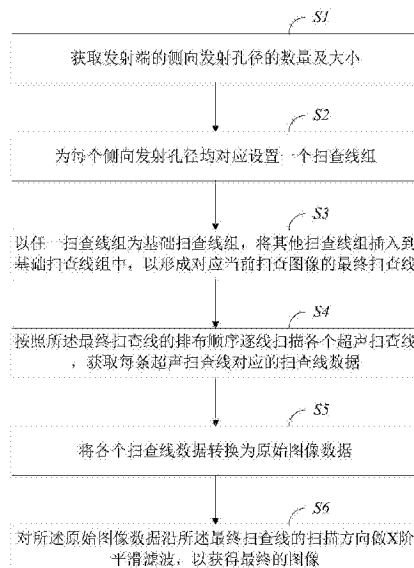 S1
获取发射端的侧向发射孔径的数量及大小
S2
为每个侧向发射孔径均对应设置一个扫查线组
S3
以任一扫查线组为基础扫查线组，将其他扫查线组插入到
基础扫查线组中，以形成对应当前扫查图像的最终扫查线
S4
按照所述最终扫查线的排布顺序逐线扫描各个超声扫查线
，获取每条超声扫查线对应的扫查线数据
S5
将各个扫查线数据转换为原始图像数据
S6
对所述原始图像数据沿所述最终扫查线的扫描方向做X阶
平滑滤波，以获得最终的图像